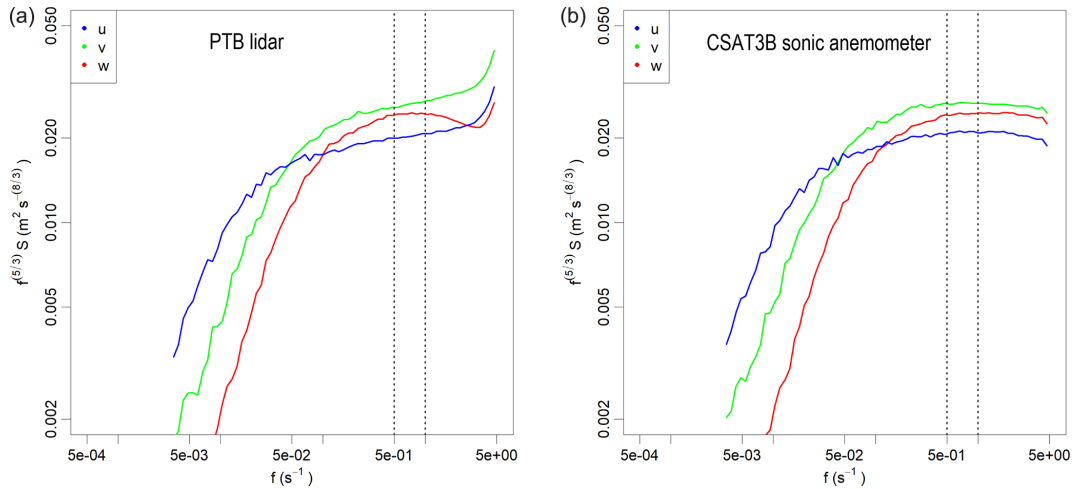 (a)
u
v
w
PTB lidar
0.050
0.020
0.010
0.005
0.002
f^(5/3) S (m² s^−(8/3))
5e-04 5e-03 5e-02 5e-01 5e+00
f (s⁻¹)
(b)
u
v
w
CSAT3B sonic anemometer
0.050
0.020
0.010
0.005
0.002
f^(5/3) S (m² s^−(8/3))
5e-04 5e-03 5e-02 5e-01 5e+00
f (s⁻¹)